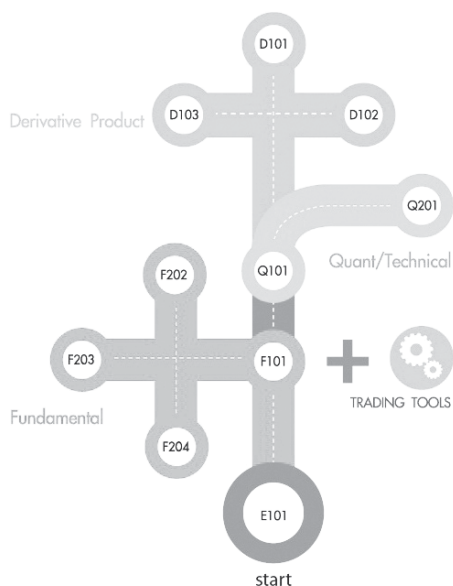 D101
D103
D102
Derivative Product
Q201
Q101
Quant/Technical
F202
F203
F101
TRADING TOOLS
Fundamental
F204
E101
start